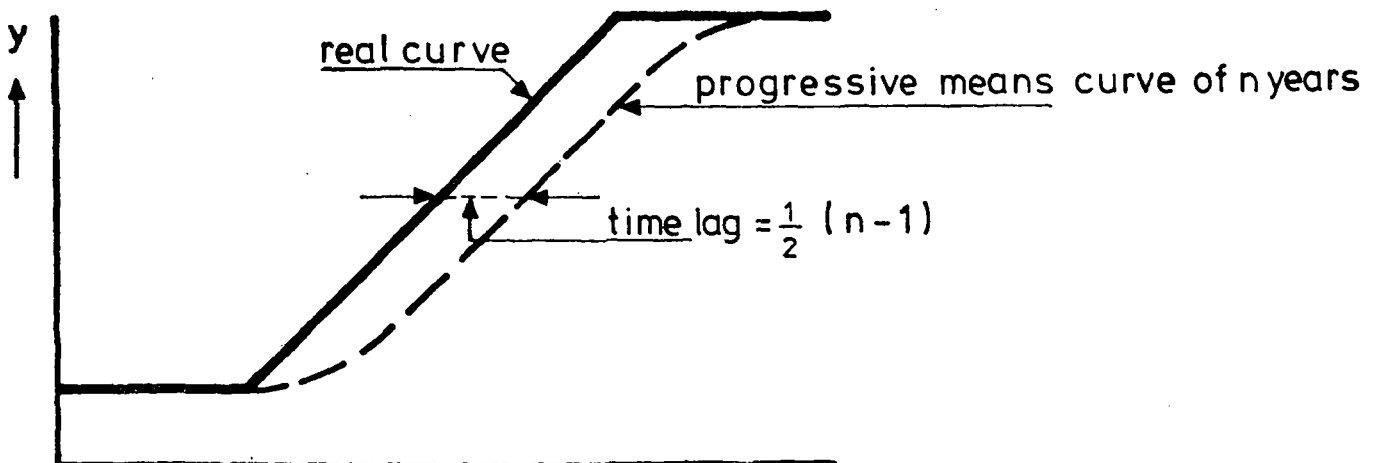 y
real curve
progressive means curve of n years
time lag = 1/2 (n-1)